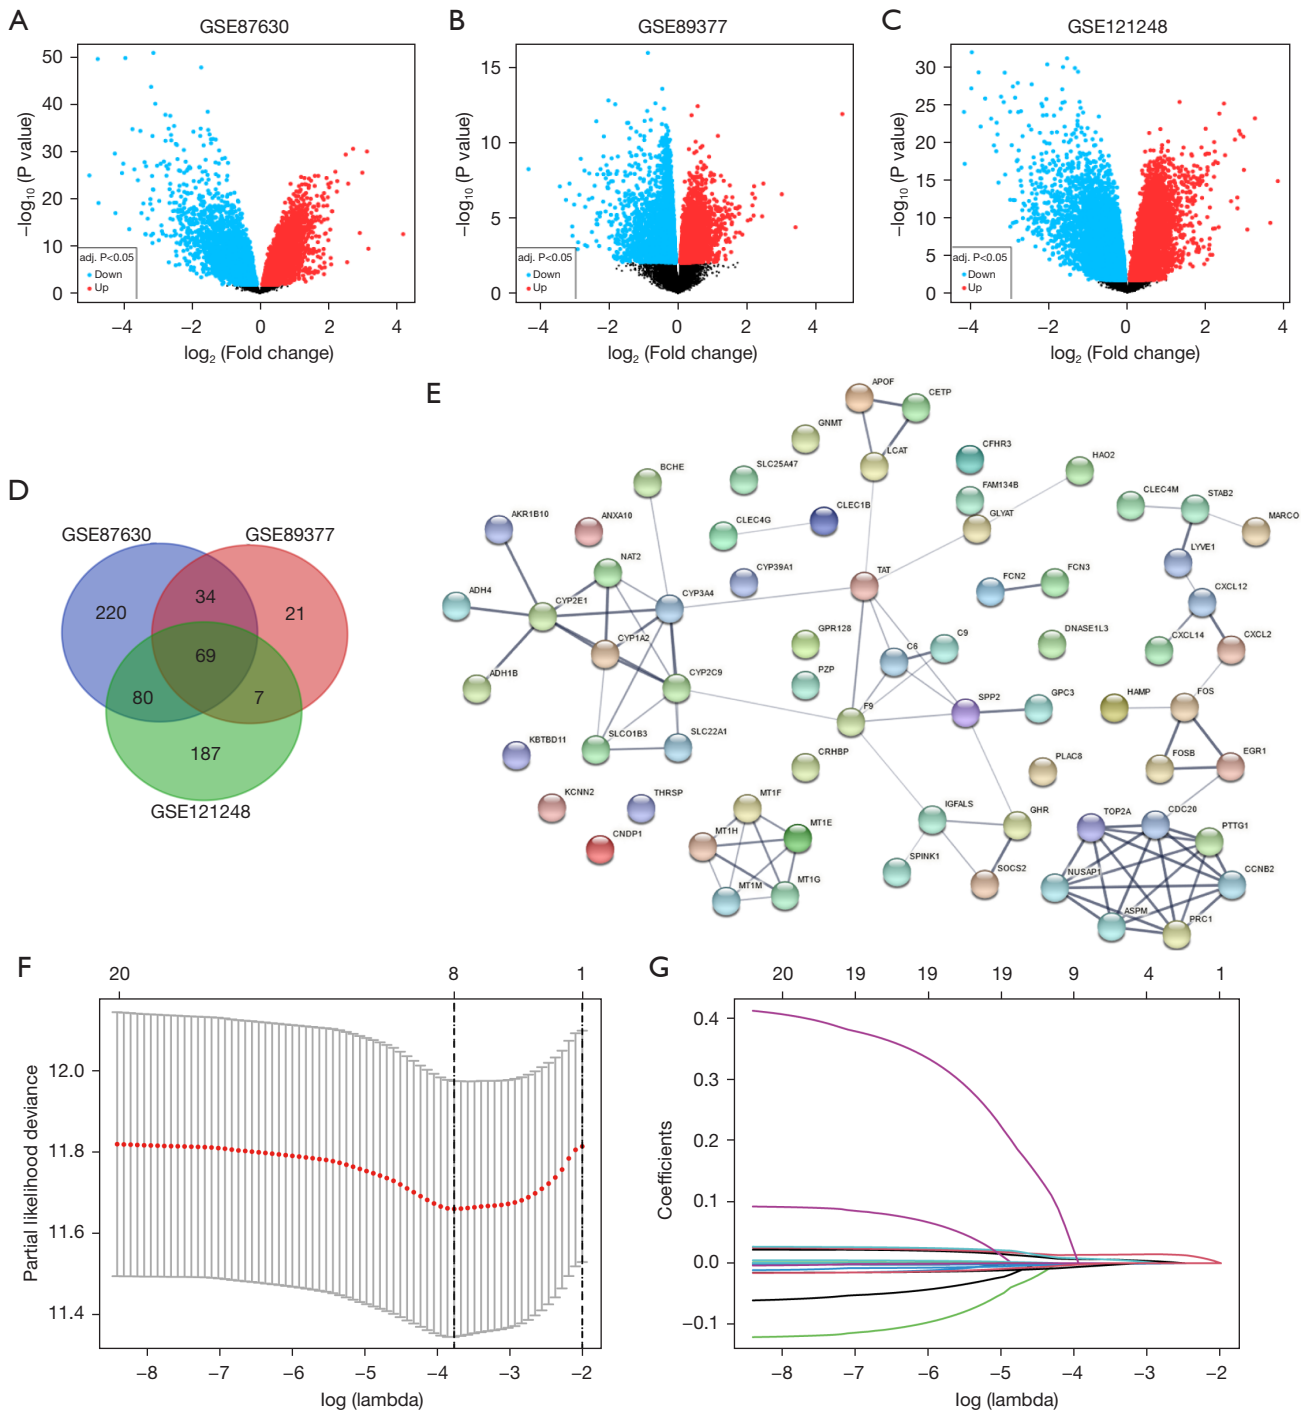 A
GSE87630
−log10 (P value)
50
40
30
20
10
0
adj. P<0.05
Down
Up
−4
−2
0
2
4
log2 (Fold change)
B
GSE89377
−log10 (P value)
15
10
5
0
adj. P<0.05
Down
Up
−4
−2
0
2
4
log2 (Fold change)
C
GSE121248
−log10 (P value)
30
25
20
15
10
5
0
adj. P<0.05
Down
Up
−4
−2
0
2
4
log2 (Fold change)
D
GSE87630
GSE89377
220
34
21
69
80
7
187
GSE121248
E
APOF
CETP
GNMT
LCAT
CFHR3
HAO2
BCHE
SLC25A47
FAM134B
CLEC4M
STAB2
AKR1B10
ANXA10
CLEC4G
CLEC1B
GLYAT
MARCO
NAT2
CYP39A1
TAT
FCN2
FCN3
LYVE1
ADH4
CYP2E1
CYP3A4
CXCL12
CYP1A2
GPR128
C6
C9
DNASE1L3
CXCL14
CXCL2
ADH1B
CYP2C9
PZP
F9
SPP2
GPC3
HAMP
FOS
KBTBD11
SLCO1B3
SLC22A1
CRHBP
PLAC8
FOSB
EGR1
KCNN2
THRSP
MT1F
IGFALS
GHR
TOP2A
CDC20
PTTG1
CNDP1
MT1H
MT1E
SPINK1
SOCS2
NUSAP1
CCNB2
MT1M
MT1G
ASPM
PRC1
F
20
8
1
Partial likelihood deviance
12.0
11.8
11.6
11.4
−8
−7
−6
−5
−4
−3
−2
log (lambda)
G
20
19
19
19
9
4
1
Coefficients
0.4
0.3
0.2
0.1
0.0
−0.1
−8
−7
−6
−5
−4
−3
−2
log (lambda)